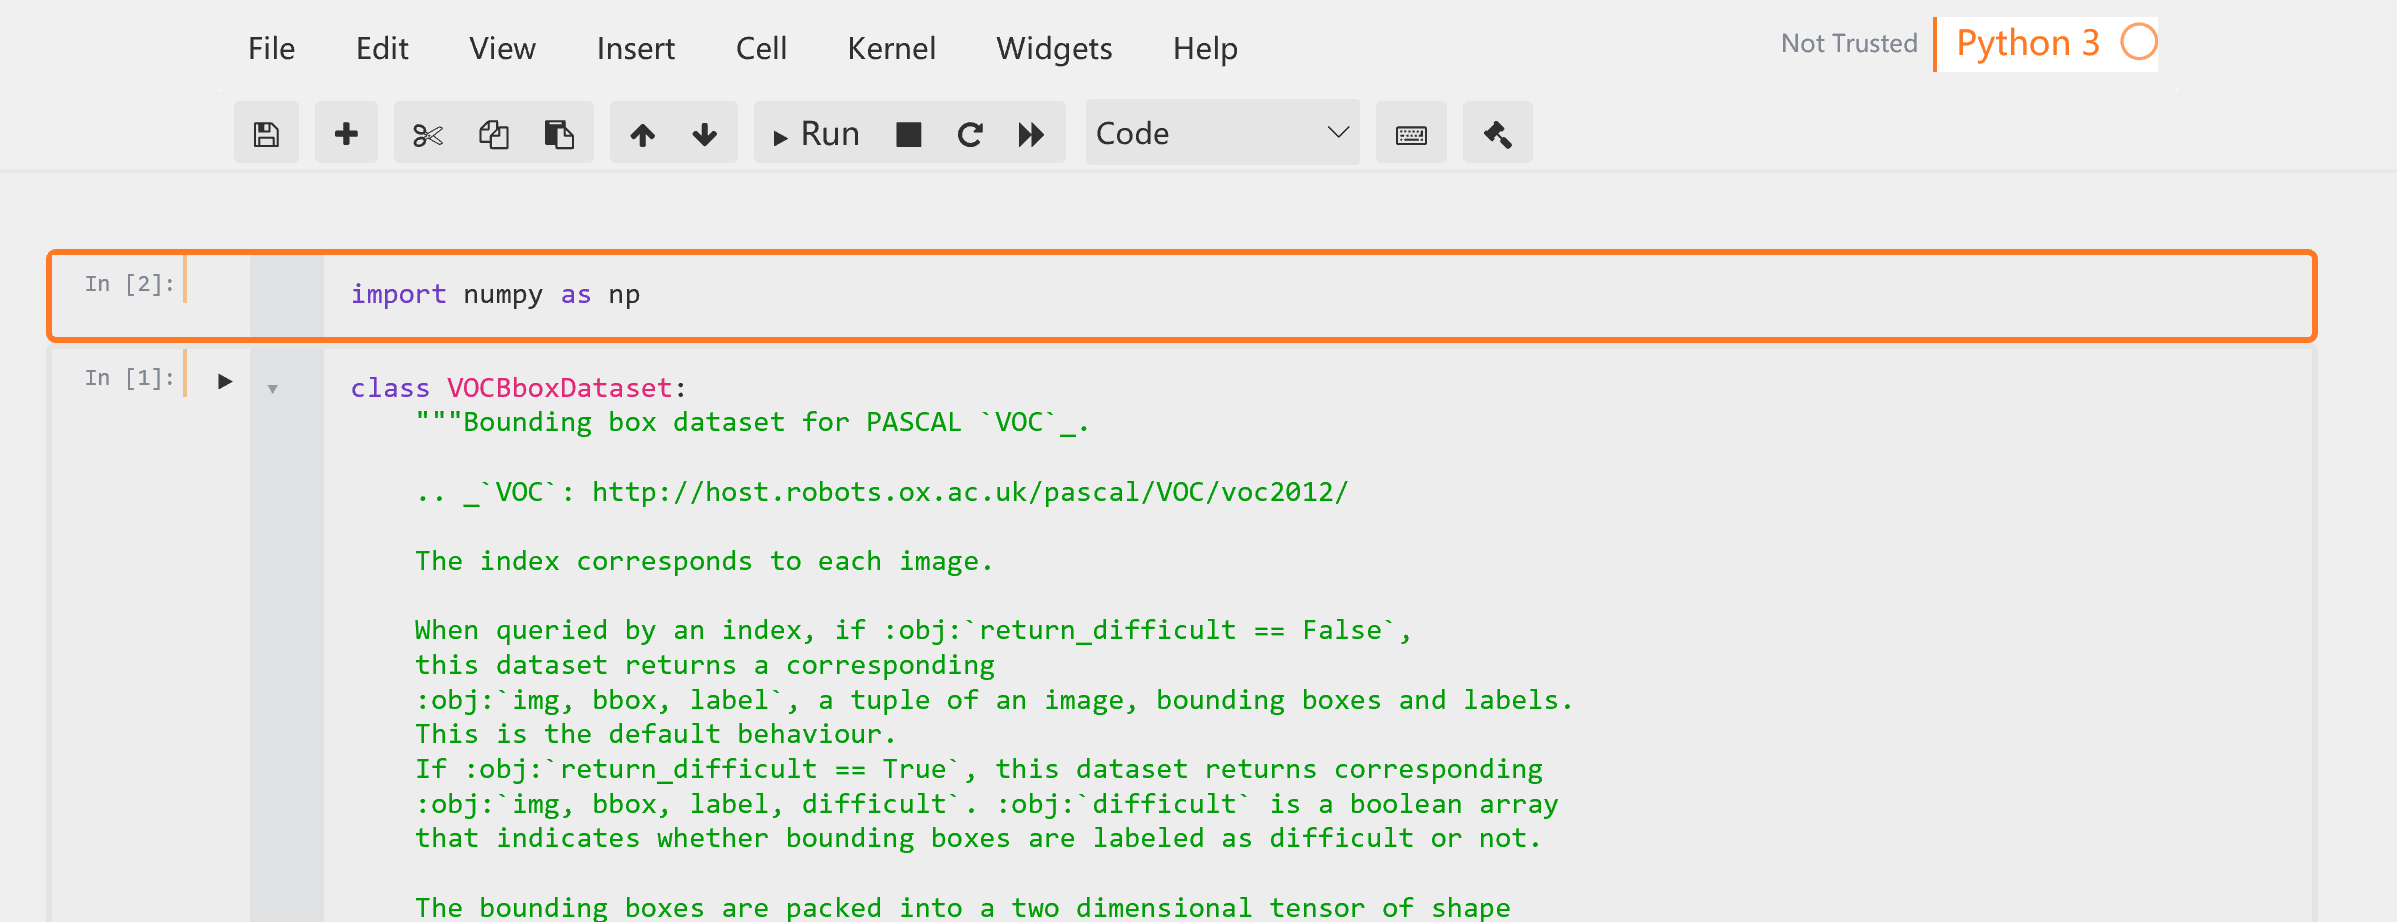 File Edit View Insert Cell Kernel Widgets Help Not Trusted Python 3
Run Code
In [2]: import numpy as np
In [1]: class VOCBboxDataset:
"""Bounding box dataset for PASCAL `VOC`_.
.. _`VOC`: http://host.robots.ox.ac.uk/pascal/VOC/voc2012/
The index corresponds to each image.
When queried by an index, if :obj:`return_difficult == False`,
this dataset returns a corresponding
:obj:`img, bbox, label`, a tuple of an image, bounding boxes and labels.
This is the default behaviour.
If :obj:`return_difficult == True`, this dataset returns corresponding
:obj:`img, bbox, label, difficult`. :obj:`difficult` is a boolean array
that indicates whether bounding boxes are labeled as difficult or not.
The bounding boxes are packed into a two dimensional tensor of shape